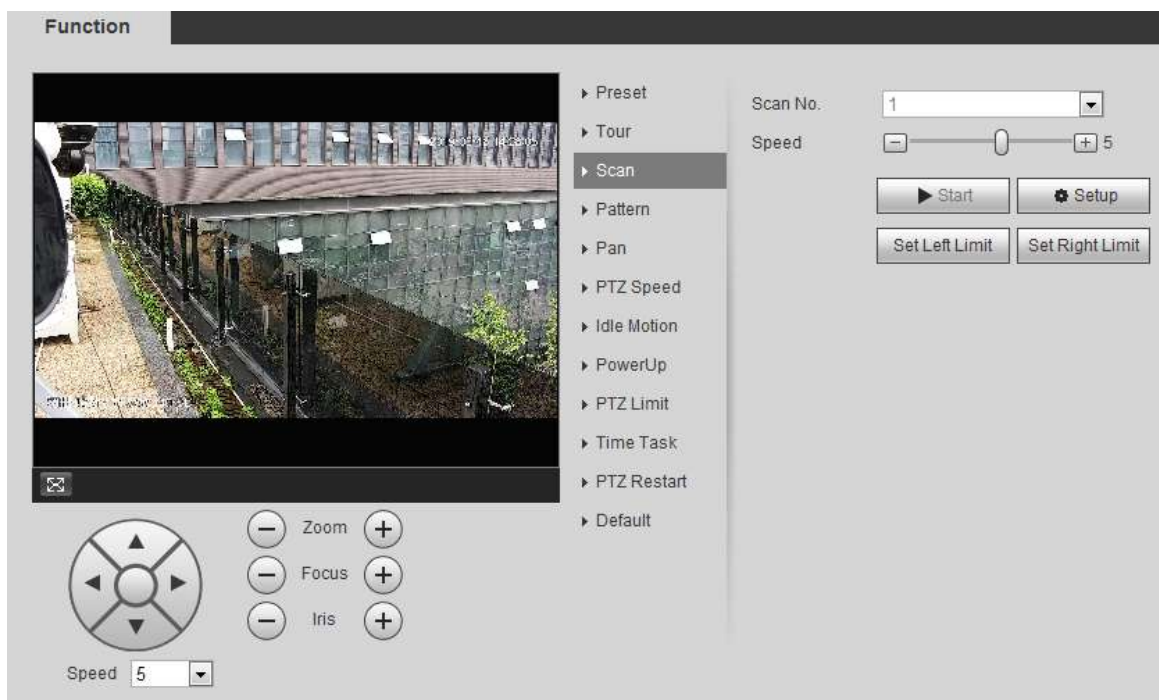 Function
Preset
Tour
Scan
Pattern
Pan
PTZ Speed
Idle Motion
PowerUp
PTZ Limit
Time Task
PTZ Restart
Default
Scan No. 1
Speed 5
Start Setup
Set Left Limit Set Right Limit
Zoom
Focus
Iris
Speed 5